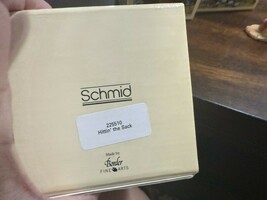 Schmid
225510
Hittin' the Sack
Made by
Border
FINE ARTS